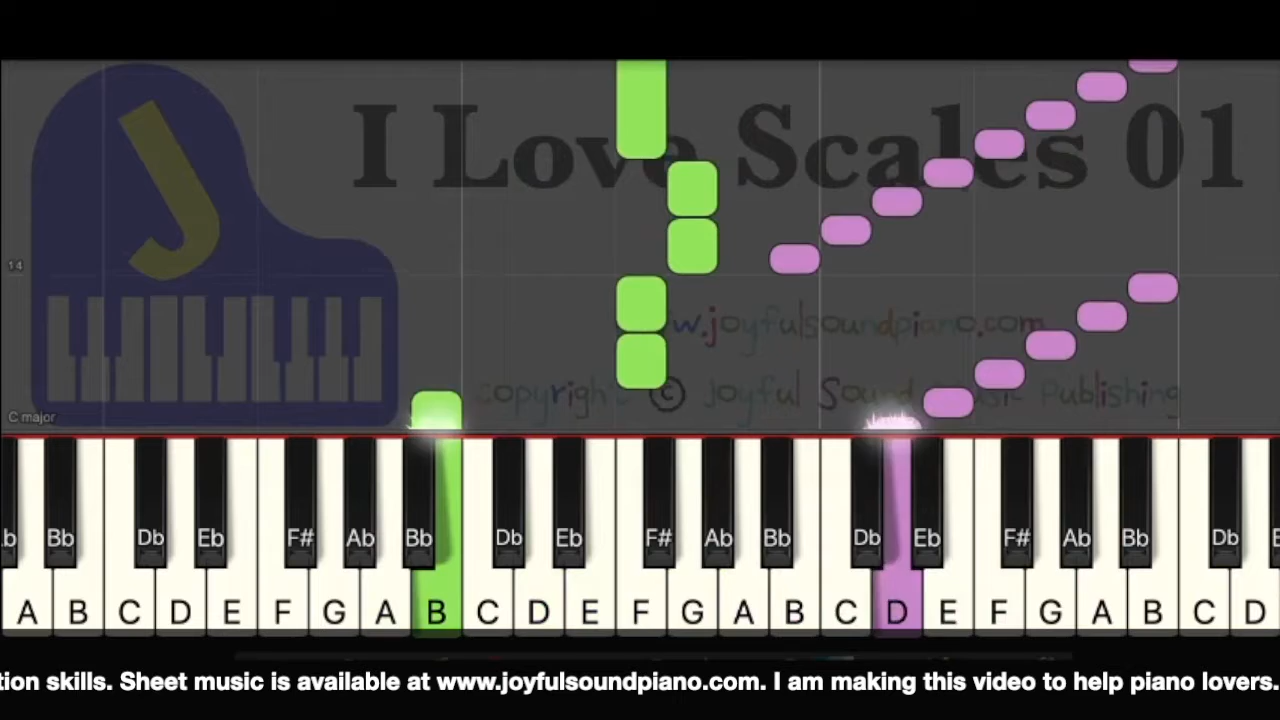 I Love Scales 01
J
14
www.joyfulsoundpiano.com
copyright © Joyful Sound Music Publishing
C major
b Bb Db Eb F# Ab Bb Db Eb F# Ab Bb Db Eb F# Ab Bb Db E
A B C D E F G A B C D E F G A B C D E F G A B C D
tion skills. Sheet music is available at www.joyfulsoundpiano.com. I am making this video to help piano lovers.